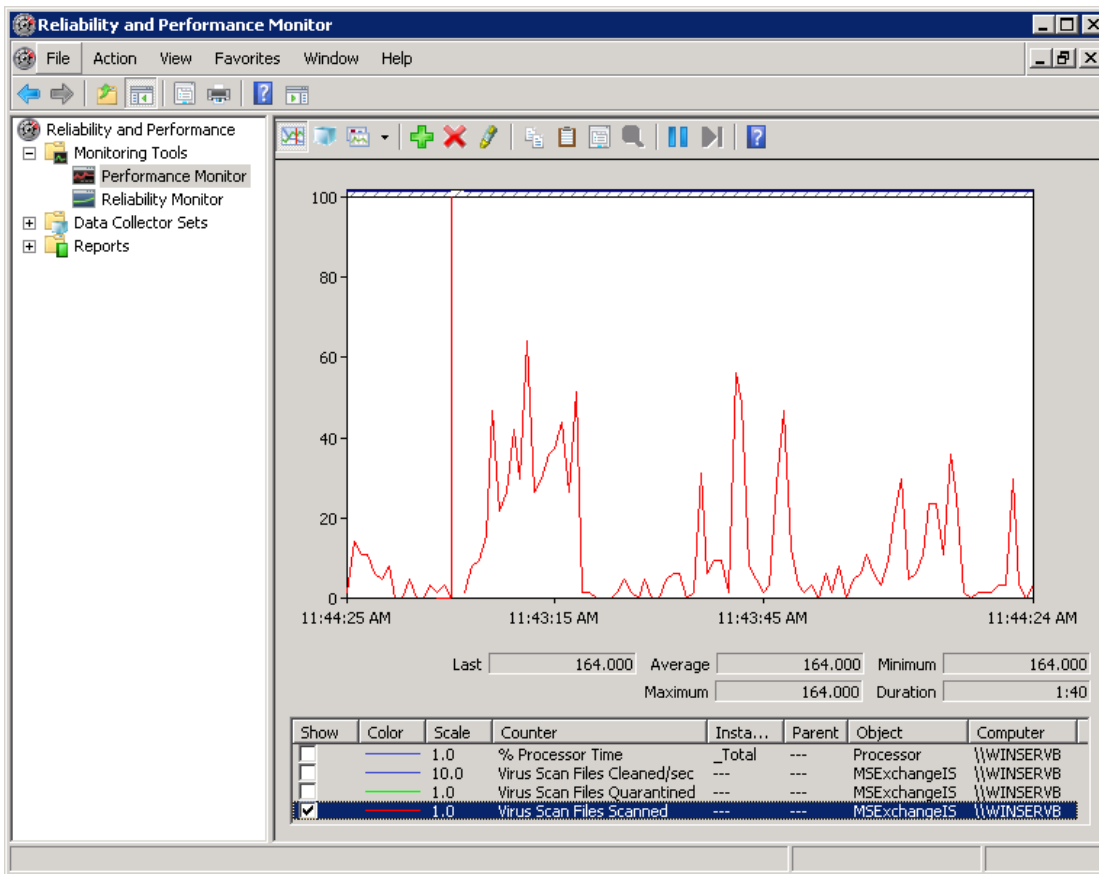 Reliability and Performance Monitor
File Action View Favorites Window Help
Reliability and Performance
Monitoring Tools
Performance Monitor
Reliability Monitor
Data Collector Sets
Reports
100
80
60
40
20
0
11:44:25 AM 11:43:15 AM 11:43:45 AM 11:44:24 AM
Last 164.000 Average 164.000 Minimum 164.000
Maximum 164.000 Duration 1:40
Show Color Scale Counter Insta... Parent Object Computer
1.0 % Processor Time _Total --- Processor \\WINSERVB
10.0 Virus Scan Files Cleaned/sec --- --- MSExchangeIS \\WINSERVB
1.0 Virus Scan Files Quarantined --- --- MSExchangeIS \\WINSERVB
1.0 Virus Scan Files Scanned --- --- MSExchangeIS \\WINSERVB